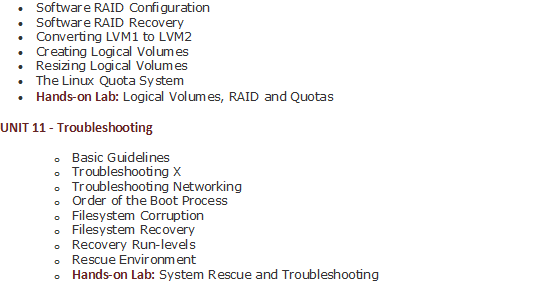 • Software RAID Configuration
• Software RAID Recovery
• Converting LVM1 to LVM2
• Creating Logical Volumes
• Resizing Logical Volumes
• The Linux Quota System
• Hands-on Lab: Logical Volumes, RAID and Quotas
UNIT 11 - Troubleshooting
o Basic Guidelines
o Troubleshooting X
o Troubleshooting Networking
o Order of the Boot Process
o Filesystem Corruption
o Filesystem Recovery
o Recovery Run-levels
o Rescue Environment
o Hands-on Lab: System Rescue and Troubleshooting